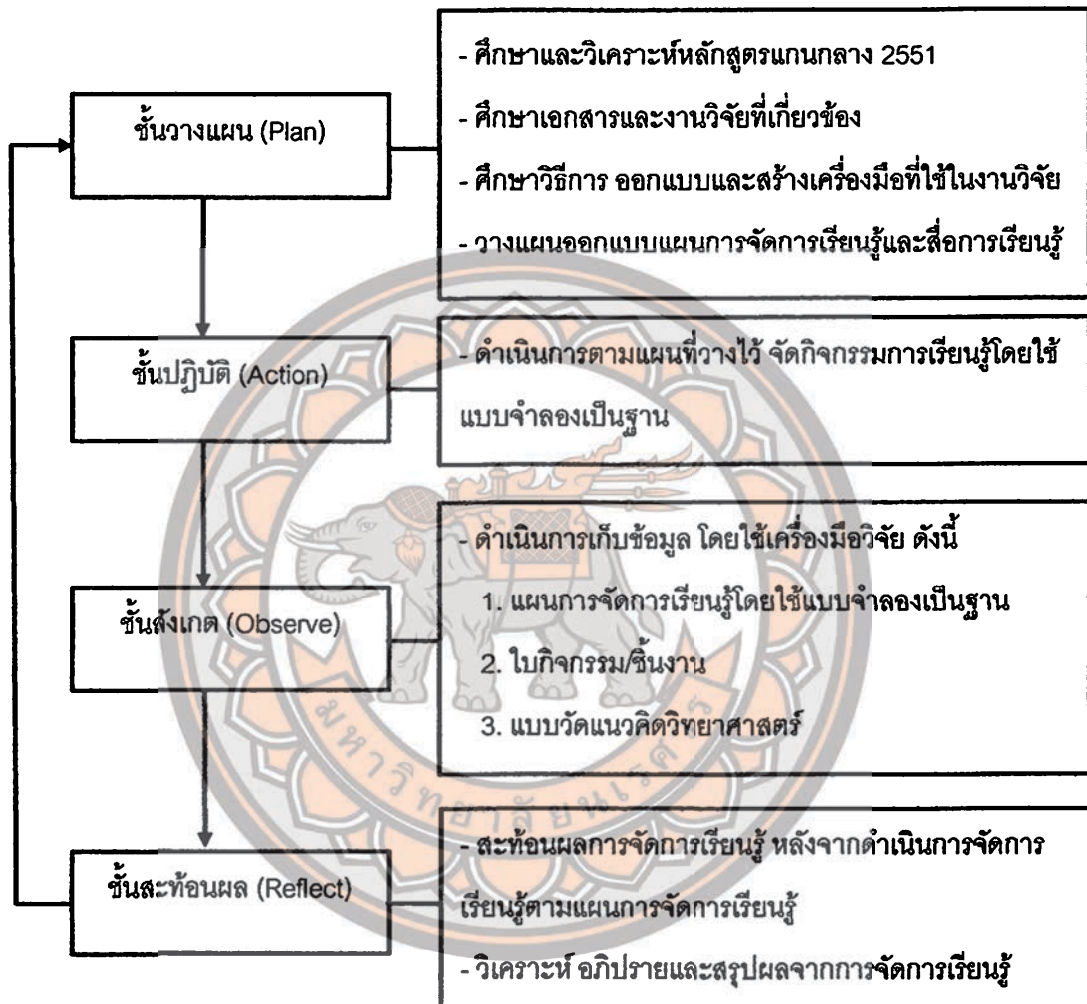 ขั้นวางแผน (Plan)
- ศึกษาและวิเคราะห์หลักสูตรแกนกลาง 2551
- ศึกษาเอกสารและงานวิจัยที่เกี่ยวข้อง
- ศึกษาวิธีการ ออกแบบและสร้างเครื่องมือที่ใช้ในงานวิจัย
- วางแผนออกแบบแผนการจัดการเรียนรู้และสื่อการเรียนรู้
ขั้นปฏิบัติ (Action)
- ดำเนินการตามแผนที่วางไว้ จัดกิจกรรมการเรียนรู้โดยใช้
แบบจำลองเป็นฐาน
ขั้นสังเกต (Observe)
- ดำเนินการเก็บข้อมูล โดยใช้เครื่องมือวิจัย ดังนี้
1. แผนการจัดการเรียนรู้โดยใช้แบบจำลองเป็นฐาน
2. ใบกิจกรรม/ชิ้นงาน
3. แบบวัดแนวคิดวิทยาศาสตร์
ขั้นสะท้อนผล (Reflect)
- สะท้อนผลการจัดการเรียนรู้ หลังจากดำเนินการจัดการ
เรียนรู้ตามแผนการจัดการเรียนรู้
- วิเคราะห์ อภิปรายและสรุปผลจากการจัดการเรียนรู้
มหาวิทยาลัยนเรศวร